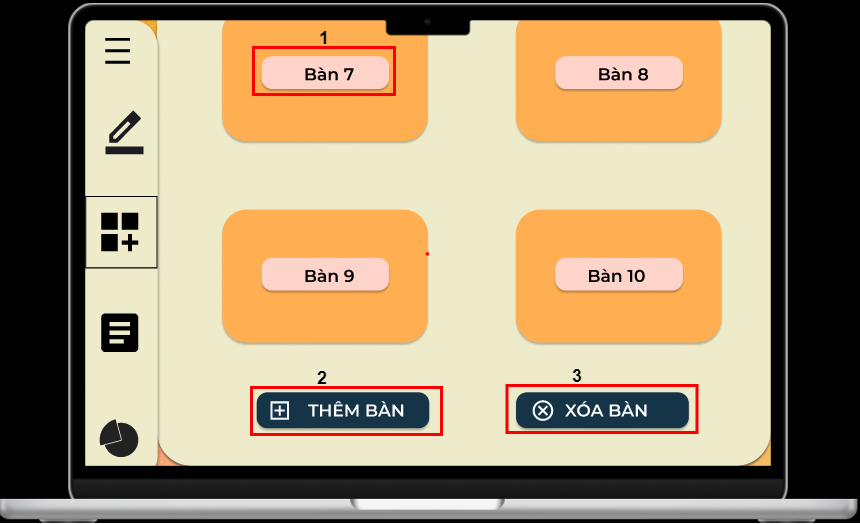 1
Bàn 7
Bàn 8
Bàn 9
Bàn 10
2
3
THÊM BÀN
XÓA BÀN